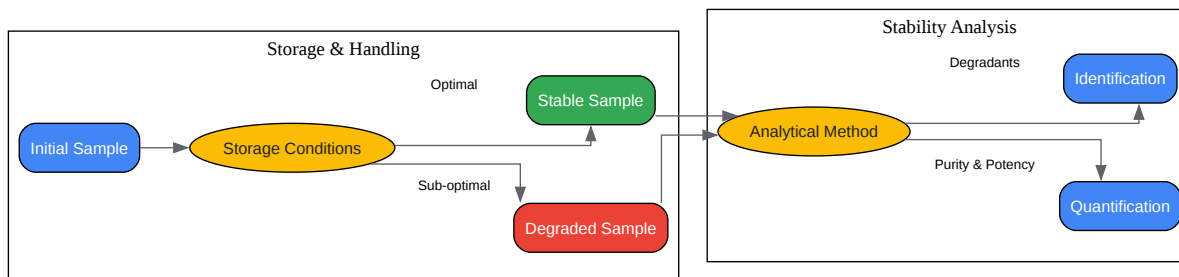 Storage & Handling
Initial Sample
Storage Conditions
Optimal
Sub-optimal
Stable Sample
Degraded Sample
Stability Analysis
Analytical Method
Degradants
Purity & Potency
Identification
Quantification